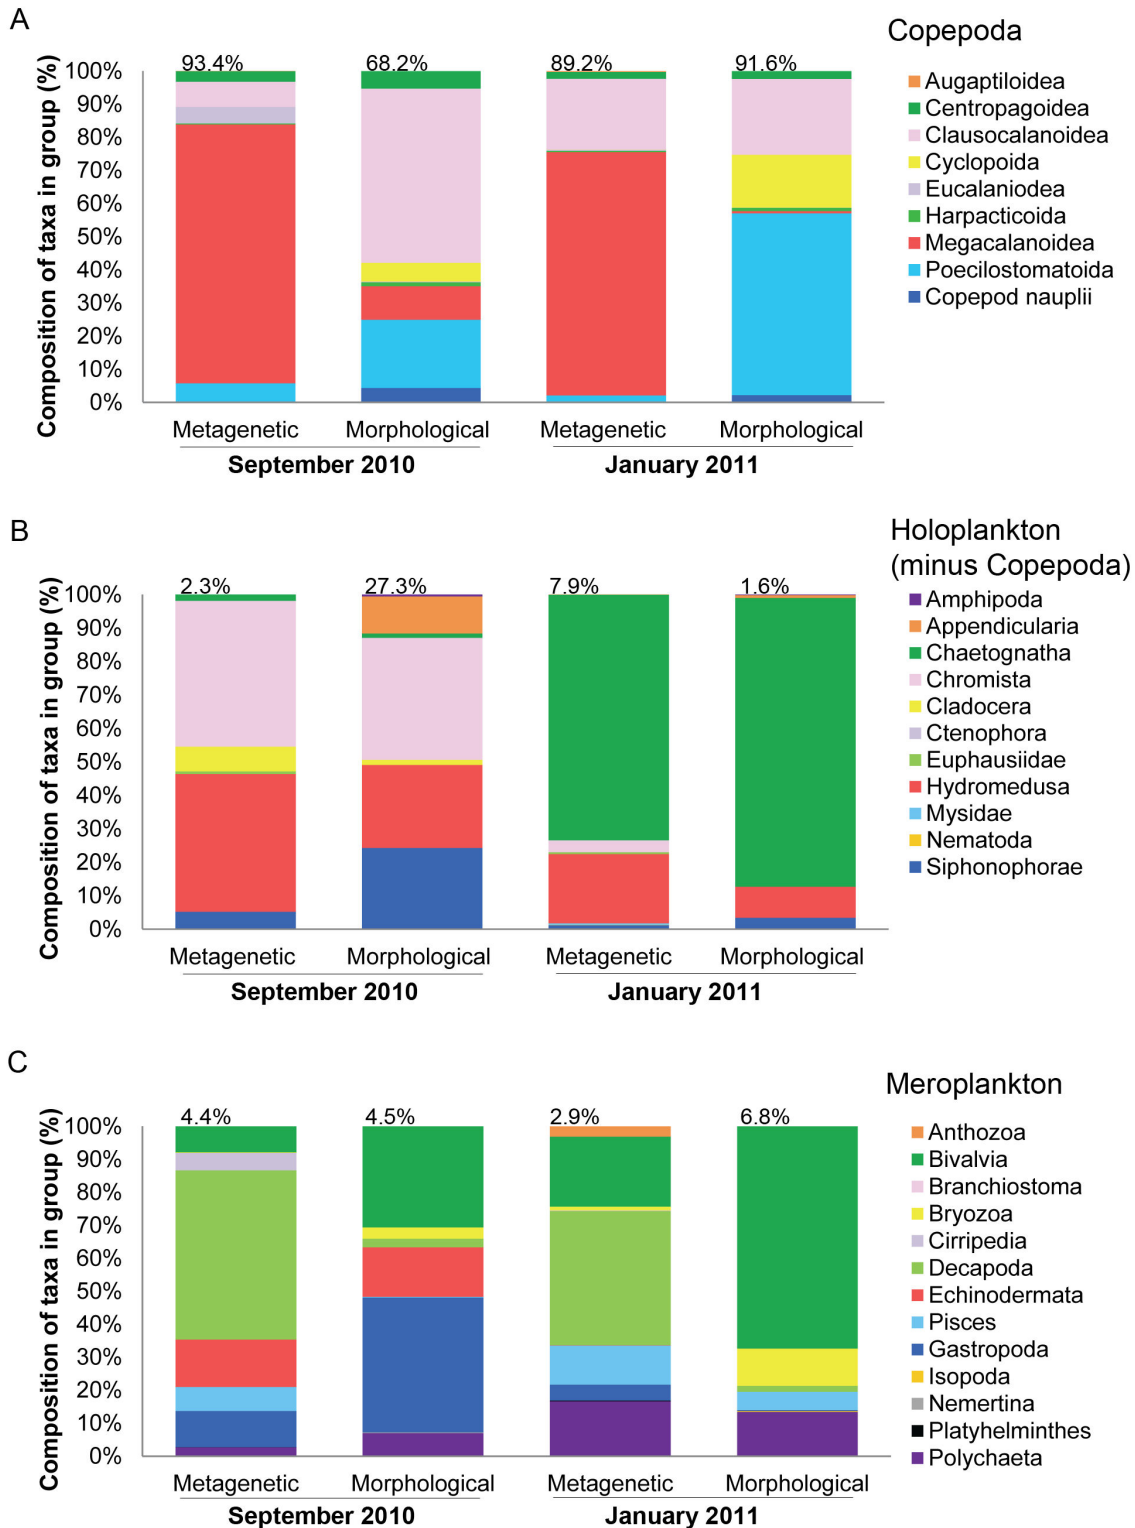 A
Copepoda
93.4% 68.2% 89.2% 91.6%
Composition of taxa in group (%)
100%
90%
80%
70%
60%
50%
40%
30%
20%
10%
0%
Augaptiloidea
Centropagoidea
Clausocalanoidea
Cyclopoida
Eucalaniodea
Harpacticoida
Megacalanoidea
Poecilostomatoida
Copepod nauplii
Metagenetic Morphological Metagenetic Morphological
September 2010 January 2011
B
Holoplankton
(minus Copepoda)
2.3% 27.3% 7.9% 1.6%
Composition of taxa in group (%)
100%
90%
80%
70%
60%
50%
40%
30%
20%
10%
0%
Amphipoda
Appendicularia
Chaetognatha
Chromista
Cladocera
Ctenophora
Euphausiidae
Hydromedusa
Mysidae
Nematoda
Siphonophorae
Metagenetic Morphological Metagenetic Morphological
September 2010 January 2011
C
Meroplankton
4.4% 4.5% 2.9% 6.8%
Composition of taxa in group (%)
100%
90%
80%
70%
60%
50%
40%
30%
20%
10%
0%
Anthozoa
Bivalvia
Branchiostoma
Bryozoa
Cirripedia
Decapoda
Echinodermata
Pisces
Gastropoda
Isopoda
Nemertina
Platyhelminthes
Polychaeta
Metagenetic Morphological Metagenetic Morphological
September 2010 January 2011